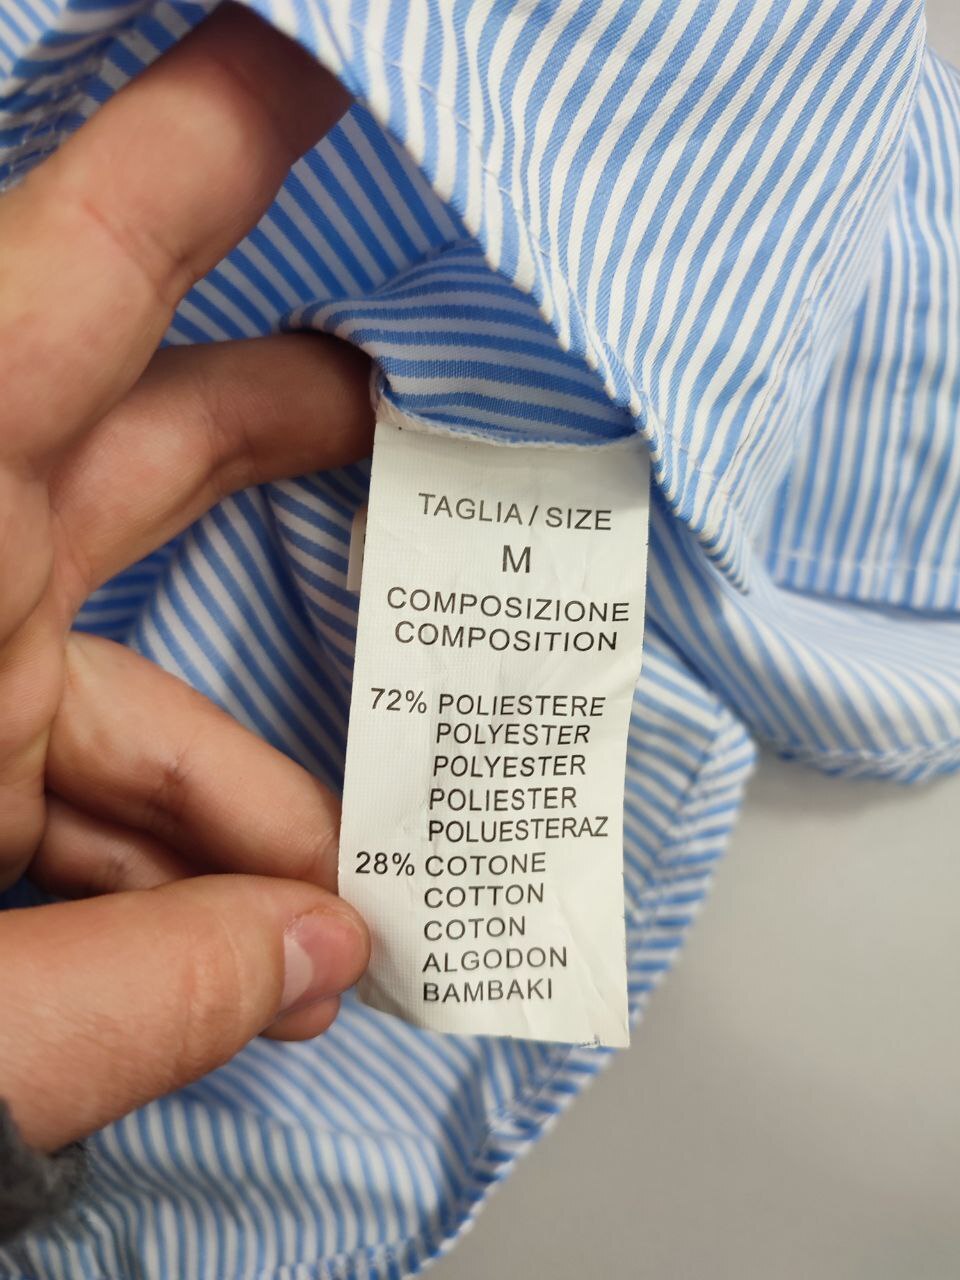 TAGLIA / SIZE
M
COMPOSIZIONE
COMPOSITION
72% POLIESTERE
POLYESTER
POLYESTER
POLIESTER
POLUESTERAZ
28% COTONE
COTTON
COTON
ALGODON
BAMBAKI